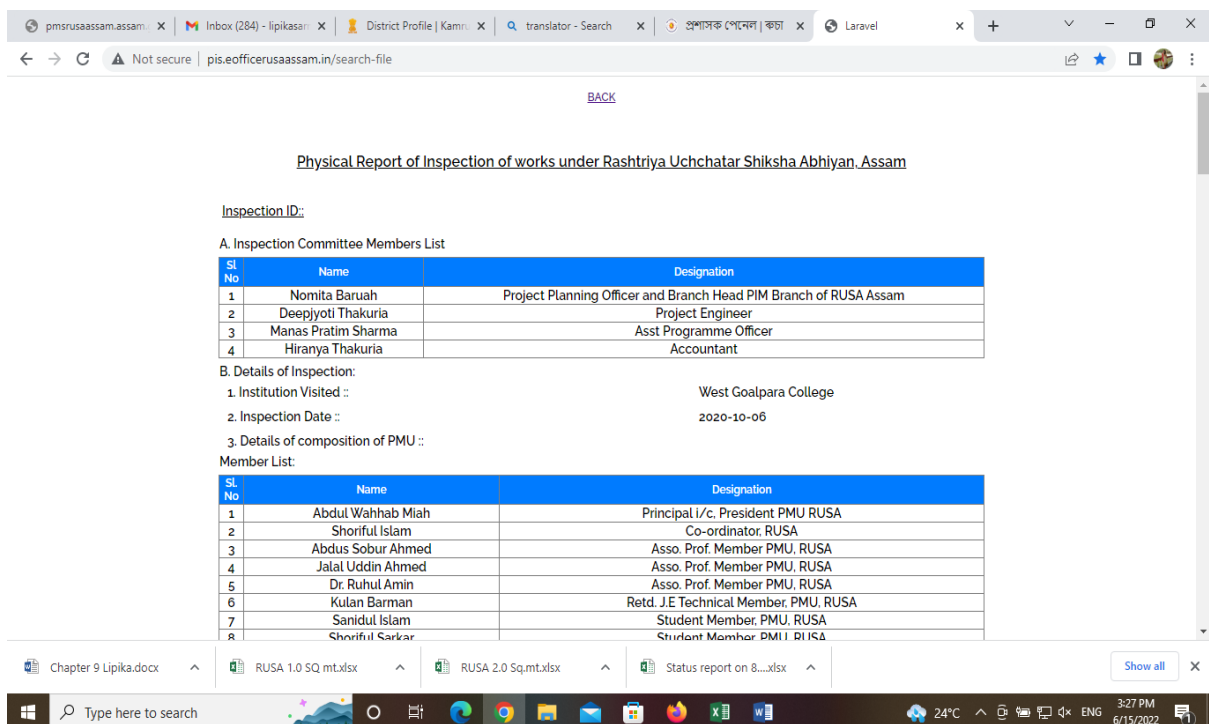 pmsrusaassam.assam.
Inbox (284) - lipikasan
District Profile | Kamru
translator - Search
প্রশাসক পেনেল | ৰুচা
Laravel
Not secure | pis.eofficerusaassam.in/search-file
BACK
Physical Report of Inspection of works under Rashtriya Uchchatar Shiksha Abhiyan, Assam
Inspection ID::
A. Inspection Committee Members List
Sl No Name Designation
1 Nomita Baruah Project Planning Officer and Branch Head PIM Branch of RUSA Assam
2 Deepjyoti Thakuria Project Engineer
3 Manas Pratim Sharma Asst Programme Officer
4 Hiranya Thakuria Accountant
B. Details of Inspection:
1. Institution Visited :: West Goalpara College
2. Inspection Date :: 2020-10-06
3. Details of composition of PMU ::
Member List:
Sl. No Name Designation
1 Abdul Wahhab Miah Principal i/c, President PMU RUSA
2 Shoriful Islam Co-ordinator, RUSA
3 Abdus Sobur Ahmed Asso. Prof. Member PMU, RUSA
4 Jalal Uddin Ahmed Asso. Prof. Member PMU, RUSA
5 Dr. Ruhul Amin Asso. Prof. Member PMU, RUSA
6 Kulan Barman Retd. J.E Technical Member, PMU, RUSA
7 Sanidul Islam Student Member, PMU, RUSA
8 Shoriful Sarkar Student Member PMU, RUSA
Chapter 9 Lipika.docx
RUSA 1.0 SQ mt.xlsx
RUSA 2.0 Sq.mt.xlsx
Status report on 8....xlsx
Show all
Type here to search
24°C
ENG
3:27 PM
6/15/2022